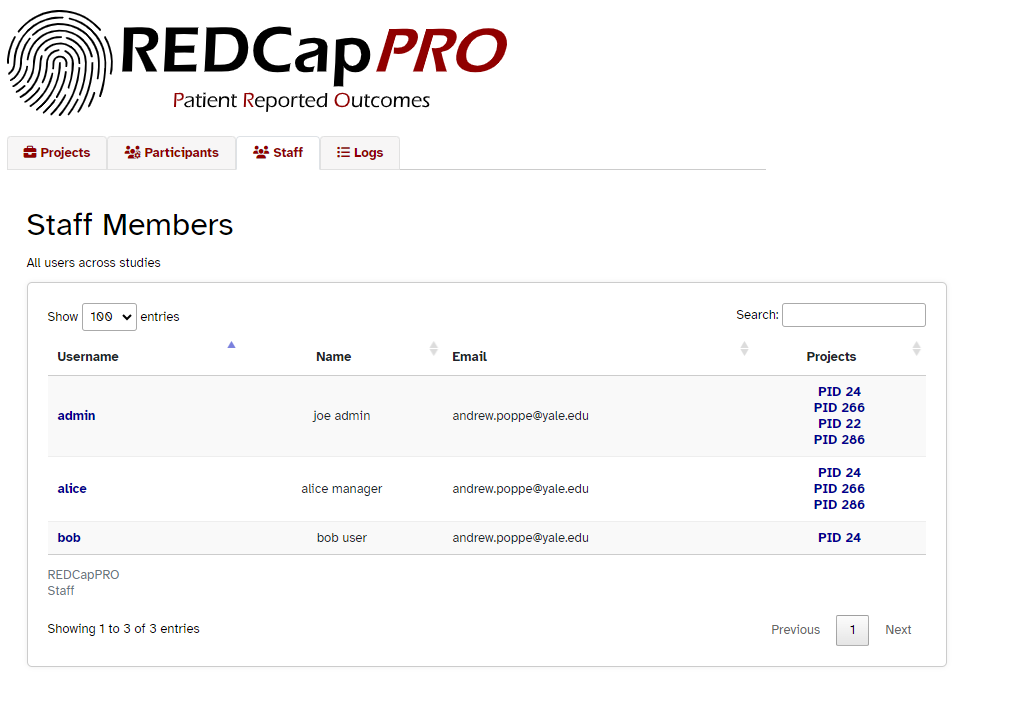 REDCapPRO
Patient Reported Outcomes
Projects Participants Staff Logs
Staff Members
All users across studies
Show 100 entries Search:
Username Name Email Projects
admin joe admin andrew.poppe@yale.edu PID 24
PID 266
PID 22
PID 286
alice alice manager andrew.poppe@yale.edu PID 24
PID 266
PID 286
bob bob user andrew.poppe@yale.edu PID 24
REDCapPRO
Staff
Showing 1 to 3 of 3 entries Previous 1 Next